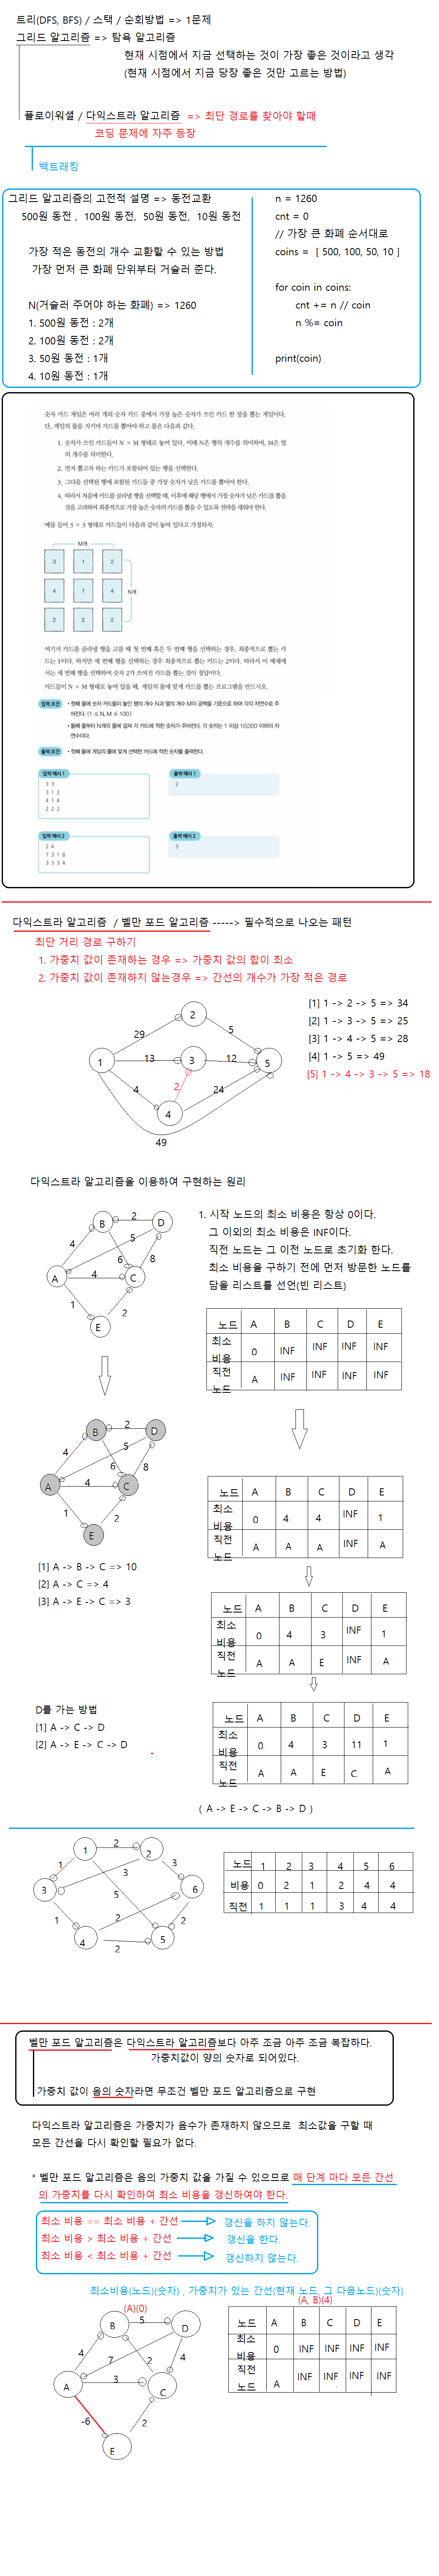 트리(DFS, BFS) / 스택 / 순회방법 => 1문제
그리드 알고리즘 => 탐욕 알고리즘
현재 시점에서 지금 선택하는 것이 가장 좋은 것이라고 생각
(현재 시점에서 지금 당장 좋은 것만 고르는 방법)
플로이워셜 / 다익스트라 알고리즘 => 최단 경로를 찾아야 할때
코딩 문제에 자주 등장
백트래킹
그리드 알고리즘의 고전적 설명 => 동전교환
500원 동전 , 100원 동전, 50원 동전, 10원 동전
가장 적은 동전의 개수 교환할 수 있는 방법
가장 먼저 큰 화폐 단위부터 거슬러 준다.
N(거슬러 주어야 하는 화폐) => 1260
1. 500원 동전 : 2개
2. 100원 동전 : 2개
3. 50원 동전 : 1개
4. 10원 동전 : 1개
n = 1260
cnt = 0
// 가장 큰 화폐 순서대로
coins = [ 500, 100, 50, 10 ]
for coin in coins:
cnt += n // coin
n %= coin
print(coin)
숫자 카드 게임은 여러 개의 숫자 카드 중에서 가장 높은 숫자가 쓰인 카드 한 장을 뽑는 게임이다.
단, 게임의 룰을 지키며 카드를 뽑아야 하고 룰은 다음과 같다.
1. 숫자가 쓰인 카드들이 N × M 형태로 놓여 있다. 이때 N은 행의 개수를 의미하며, M은 열
의 개수를 의미한다.
2. 먼저 뽑고자 하는 카드가 포함되어 있는 행을 선택한다.
3. 그다음 선택된 행에 포함된 카드들 중 가장 숫자가 낮은 카드를 뽑아야 한다.
4. 따라서 처음에 카드를 골라낼 행을 선택할 때, 이후에 해당 행에서 가장 숫자가 낮은 카드를 뽑을
것을 고려하여 최종적으로 가장 높은 숫자의 카드를 뽑을 수 있도록 전략을 세워야 한다.
예를 들어 3 × 3 형태로 카드들이 다음과 같이 놓여 있다고 가정하자.
M개
3 1 2
4 1 4
N개
2 2 2
여기서 카드를 골라낼 행을 고를 때 첫 번째 혹은 두 번째 행을 선택하는 경우, 최종적으로 뽑는 카
드는 1이다. 하지만 세 번째 행을 선택하는 경우 최종적으로 뽑는 카드는 2이다. 따라서 이 예제에
서는 세 번째 행을 선택하여 숫자 2가 쓰여진 카드를 뽑는 것이 정답이다.
카드들이 N × M 형태로 놓여 있을 때, 게임의 룰에 맞게 카드를 뽑는 프로그램을 만드시오.
입력 조건 • 첫째 줄에 숫자 카드들이 놓인 행의 개수 N과 열의 개수 M이 공백을 기준으로 하여 각각 자연수로 주
어진다. (1 ≤ N, M ≤ 100)
• 둘째 줄부터 N개의 줄에 걸쳐 각 카드에 적힌 숫자가 주어진다. 각 숫자는 1 이상 10,000 이하의 자
연수이다.
출력 조건 • 첫째 줄에 게임의 룰에 맞게 선택한 카드에 적힌 숫자를 출력한다.
입력 예시 1
3 3
3 1 2
4 1 4
2 2 2
출력 예시 1
2
입력 예시 2
2 4
7 3 1 8
3 3 3 4
출력 예시 2
3
다익스트라 알고리즘 / 벨만 포드 알고리즘 -----> 필수적으로 나오는 패턴
최단 거리 경로 구하기
1. 가중치 값이 존재하는 경우 => 가중치 값의 합이 최소
2. 가중치 값이 존재하지 않는경우 => 간선의 개수가 가장 적은 경로
2
29
5
1
13
3
12
5
4
2
24
4
49
[1] 1 -> 2 -> 5 => 34
[2] 1 -> 3 -> 5 => 25
[3] 1 -> 4 -> 5 => 28
[4] 1 -> 5 => 49
[5] 1 -> 4 -> 3 -> 5 => 18
다익스트라 알고리즘을 이용하여 구현하는 원리
B
2
D
4
5
6
8
A
4
C
1
2
E
1. 시작 노드의 최소 비용은 항상 0이다.
그 이외의 최소 비용은 INF이다.
직전 노드는 그 이전 노드로 초기화 한다.
최소 비용을 구하기 전에 먼저 방문한 노드를
담을 리스트를 선언(빈 리스트)
노드 A B C D E
최소 비용 0 INF INF INF INF
직전 노드 A INF INF INF INF
B
2
D
4
5
6
8
A
4
C
1
2
E
노드 A B C D E
최소 비용 0 4 4 INF 1
직전 노드 A A A INF A
[1] A -> B -> C => 10
[2] A -> C => 4
[3] A -> E -> C => 3
노드 A B C D E
최소 비용 0 4 3 INF 1
직전 노드 A A E INF A
D를 가는 방법
[1] A -> C -> D
[2] A -> E -> C -> D
노드 A B C D E
최소 비용 0 4 3 11 1
직전 노드 A A E C A
( A -> E -> C -> B -> D )
1
2
2
1
3
3
3
5
6
1
2
2
4
2
5
노드 1 2 3 4 5 6
비용 0 2 1 2 4 4
직전 1 1 1 3 4 4
벨만 포드 알고리즘은 다익스트라 알고리즘보다 아주 조금 아주 조금 복잡하다.
가중치값이 양의 숫자로 되어있다.
가중치 값이 음의 숫자라면 무조건 벨만 포드 알고리즘으로 구현
다익스트라 알고리즘은 가중치가 음수가 존재하지 않으므로 최소값을 구할 때
모든 간선을 다시 확인할 필요가 없다.
* 벨만 포드 알고리즘은 음의 가중치 값을 가질 수 있으므로 매 단계 마다 모든 간선
의 가중치를 다시 확인하여 최소 비용을 갱신하여야 한다.
최소 비용 == 최소 비용 + 간선 갱신을 하지 않는다.
최소 비용 > 최소 비용 + 간선 갱신을 한다.
최소 비용 < 최소 비용 + 간선 갱신하지 않는다.
최소비용(노드)(숫자) , 가중치가 있는 간선(현재 노드, 그 다음노드)(숫자)
(A)(0)
(A, B)(4)
B
5
D
4
7
2
4
A
3
C
-6
2
E
노드 A B C D E
최소 비용 0 INF INF INF INF
직전 노드 A INF INF INF INF